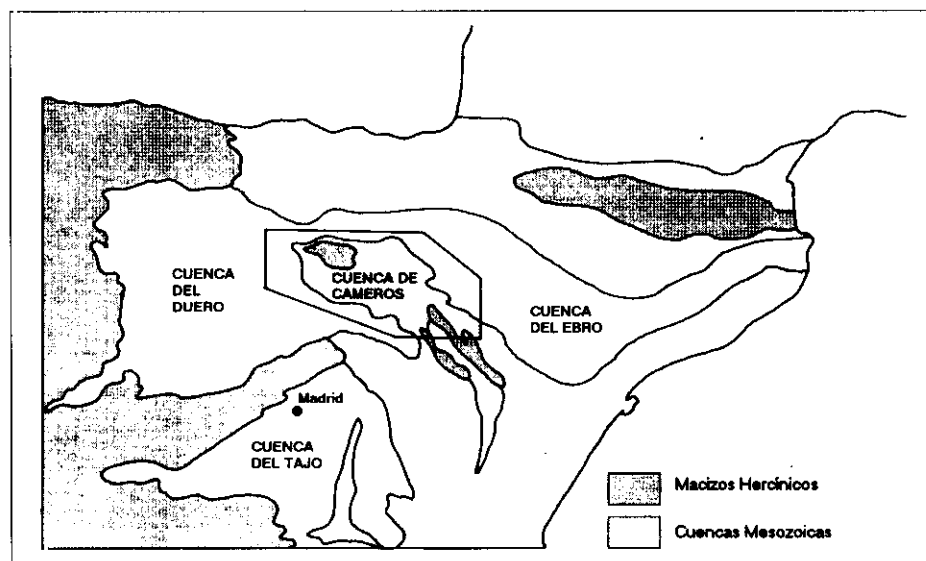 CUENCA
DEL
DUERO
CUENCA DE
CAMEROS
CUENCA
DEL EBRO
Madrid
CUENCA
DEL TAJO
Macizos Hercínicos
Cuencas Mesozoicas